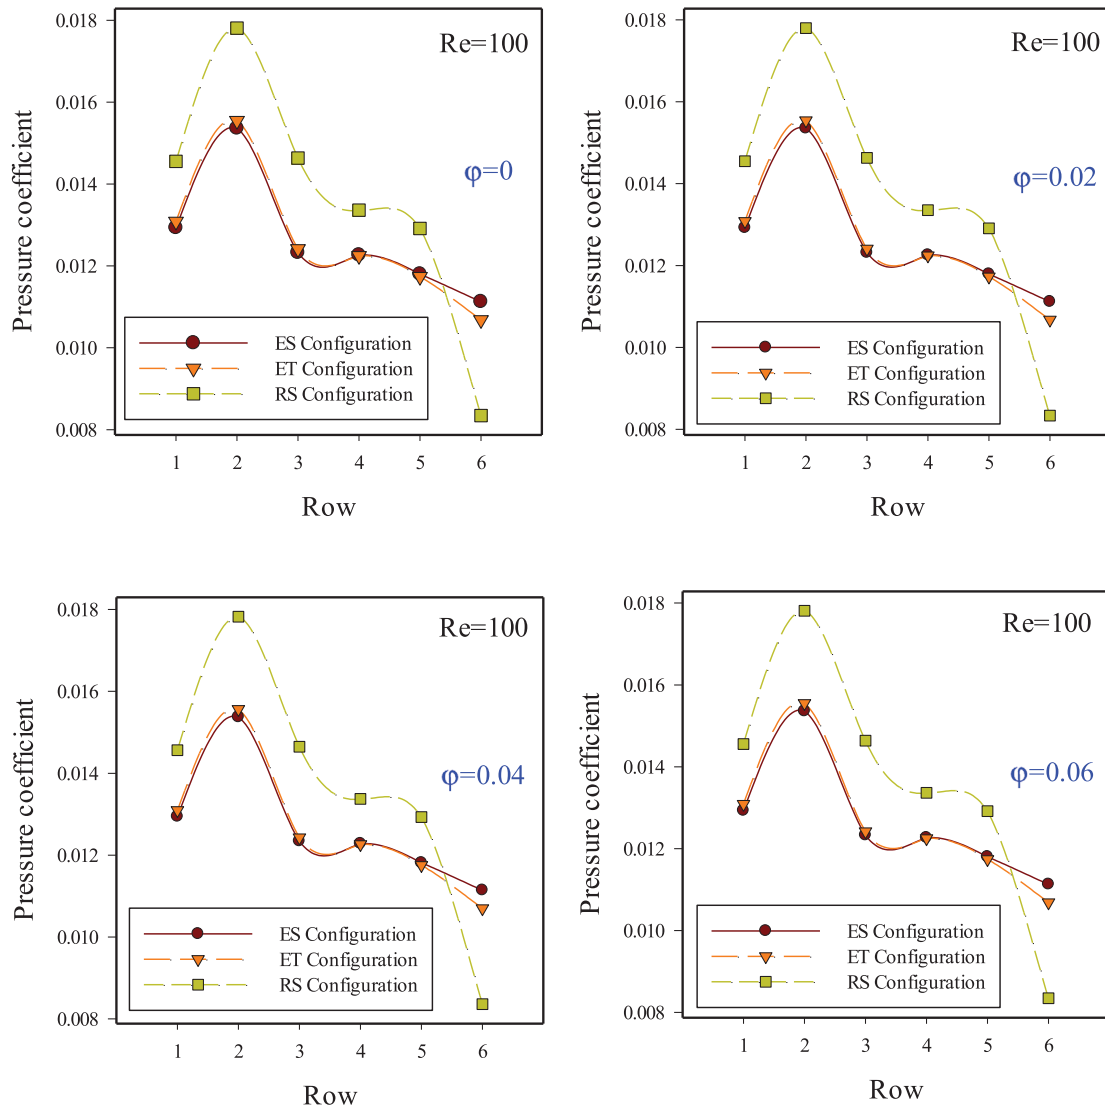 Re=100
φ=0
Pressure coefficient
0.018
0.016
0.014
0.012
0.010
0.008
ES Configuration
ET Configuration
RS Configuration
1 2 3 4 5 6
Row
Re=100
φ=0.02
Pressure coefficient
0.018
0.016
0.014
0.012
0.010
0.008
ES Configuration
ET Configuration
RS Configuration
1 2 3 4 5 6
Row
Re=100
φ=0.04
Pressure coefficient
0.018
0.016
0.014
0.012
0.010
0.008
ES Configuration
ET Configuration
RS Configuration
1 2 3 4 5 6
Row
Re=100
φ=0.06
Pressure coefficient
0.018
0.016
0.014
0.012
0.010
0.008
ES Configuration
ET Configuration
RS Configuration
1 2 3 4 5 6
Row